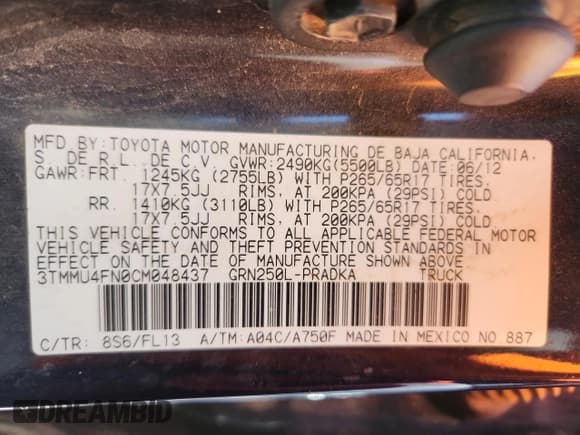 MFD.BY:TOYOTA MOTOR MANUFACTURING DE BAJA CALIFORNIA,
S. DE R.L. DE C.V. GVWR:2490KG(5500LB) DATE:06/12
GAWR:FRT. 1245KG (2755LB) WITH P265/65R17 TIRES,
17X7.5JJ RIMS, AT 200KPA (29PSI) COLD
RR. 1410KG (3110LB) WITH P265/65R17 TIRES,
17X7.5JJ RIMS, AT 200KPA (29PSI) COLD
THIS VEHICLE CONFORMS TO ALL APPLICABLE FEDERAL MOTOR
VEHICLE SAFETY AND THEFT PREVENTION STANDARDS IN
EFFECT ON THE DATE OF MANUFACTURE SHOWN ABOVE.
3TMMU4FN0CM048437 GRN250L-PRADKA TRUCK
C/TR: 8S6/FL13 A/TM:A04C/A750F MADE IN MEXICO NO 887
DREAMBID